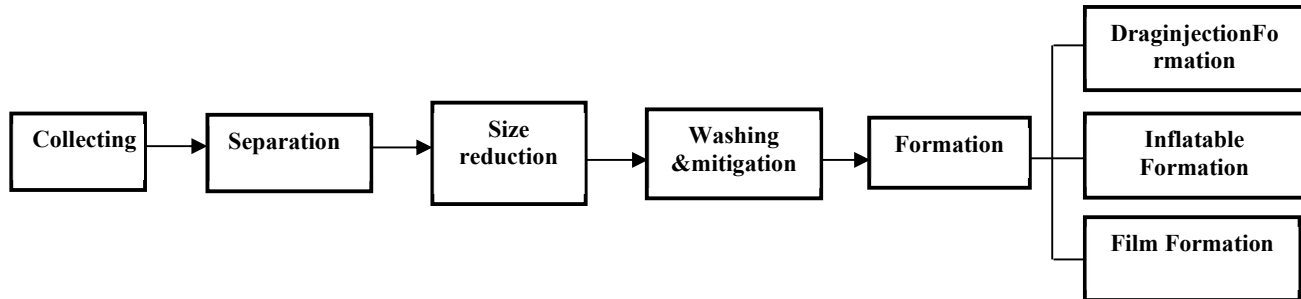 Collecting
Separation
Size
reduction
Washing
&mitigation
Formation
DraginjectionFo
rmation
Inflatable
Formation
Film Formation